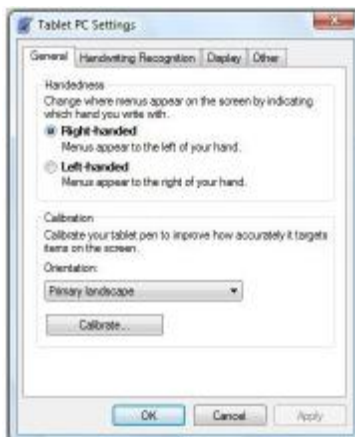 Tablet PC Settings
General Handwriting Recognition Display Other
Handedness
Change where menus appear on the screen by indicating
which hand you write with.
Right-handed
Menus appear to the left of your hand.
Left-handed
Menus appear to the right of your hand.
Calibration
Calibrate your tablet pen to improve how accurately it targets
items on the screen.
Orientation:
Primary landscape
Calibrate...
OK Cancel Apply